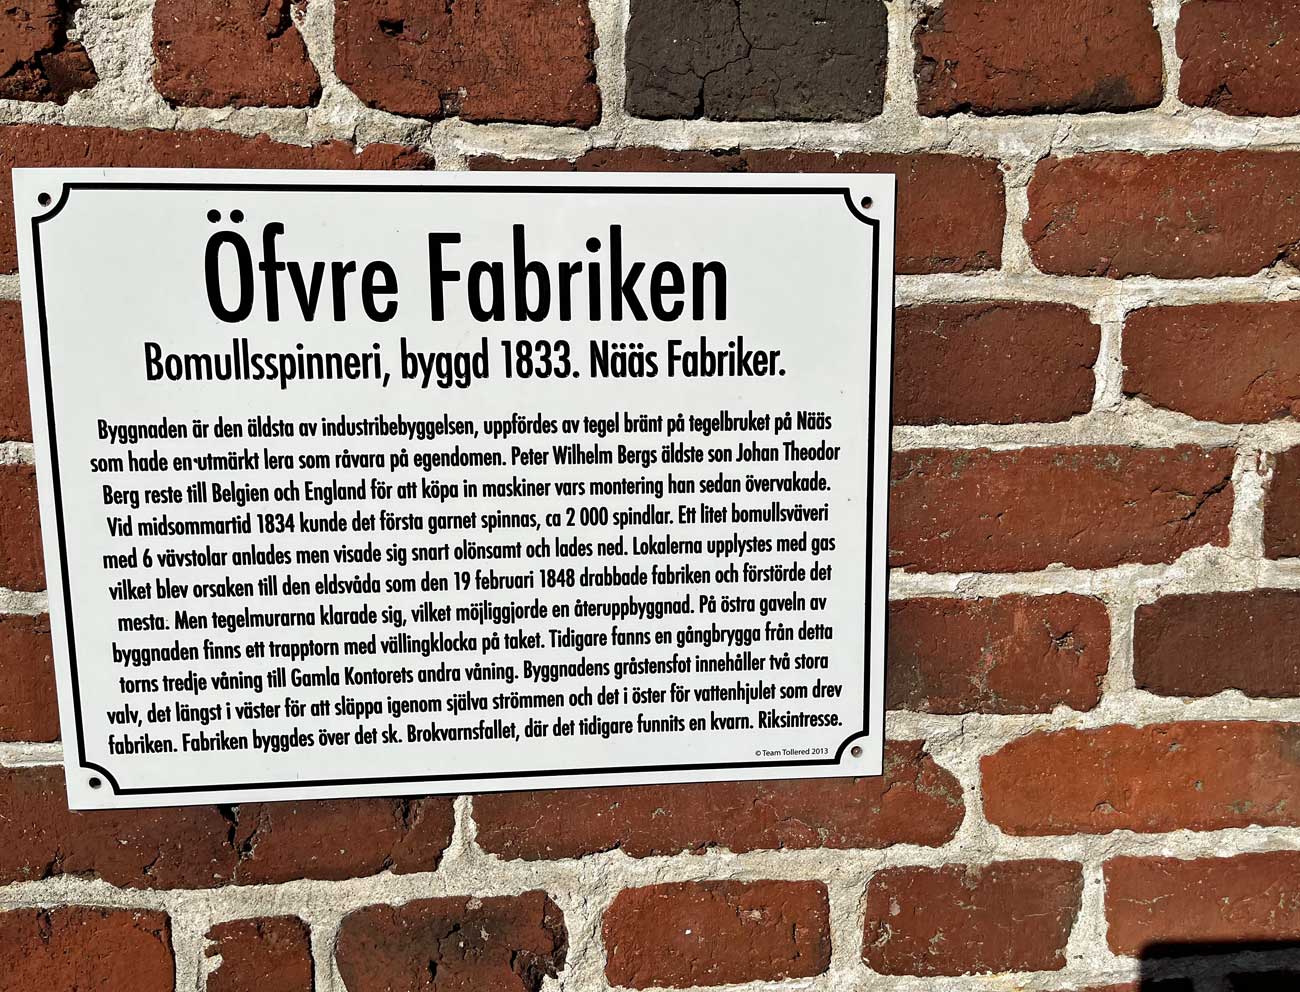 Öfvre Fabriken
Bomullsspinneri, byggd 1833. Nääs Fabriker.
Byggnaden är den äldsta av industribebyggelsen, uppfördes av tegel bränt på tegelbruket på Nääs
som hade en utmärkt lera som råvara på egendomen. Peter Wilhelm Bergs äldste son Johan Theodor
Berg reste till Belgien och England för att köpa in maskiner vars montering han sedan övervakade.
Vid midsommartid 1834 kunde det första garnet spinnas, ca 2 000 spindlar. Ett litet bomullsväveri
med 6 vävstolar anlades men visade sig snart olönsamt och lades ned. Lokalerna upplystes med gas
vilket blev orsaken till den eldsvåda som den 19 februari 1848 drabbade fabriken och förstörde det
mesta. Men tegelmurarna klarade sig, vilket möjliggjorde en återuppbyggnad. På östra gaveln av
byggnaden finns ett trapptorn med vällingklocka på taket. Tidigare fanns en gångbrygga från detta
torns tredje våning till Gamla Kontorets andra våning. Byggnadens gråstensfot innehåller två stora
valv, det längst i väster för att släppa igenom själva strömmen och det i öster för vattenhjulet som drev
fabriken. Fabriken byggdes över det sk. Brokvarnsfallet, där det tidigare funnits en kvarn. Riksintresse.
© Team Tollered 2013